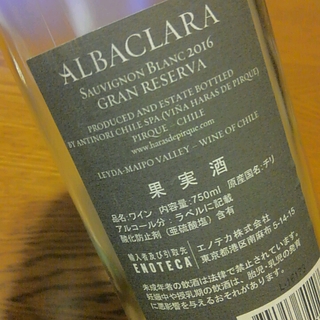 ALBACLARA
SAUVIGNON BLANC 2016
GRAN RESERVA
PRODUCED AND ESTATE BOTTLED
BY ANTINORI CHILE SPA (VIÑA HARAS DE PIRQUE)
PIRQUE - CHILE
www.harasdepirque.com
LEYDA-MAIPO VALLEY - WINE OF CHILE
果実酒
品名:ワイン 内容量:750ml 原産国名:チリ
アルコール分:ラベルに記載
酸化防止剤(亜硫酸塩)含有
輸入者及び引取先 エノテカ株式会社
ENOTECA 東京都港区南麻布5-14-15
未成年者の飲酒は法律で禁止されています。
妊娠中や授乳期の飲酒は、胎児・乳児の発育
に悪影響を与えるおそれがあります。